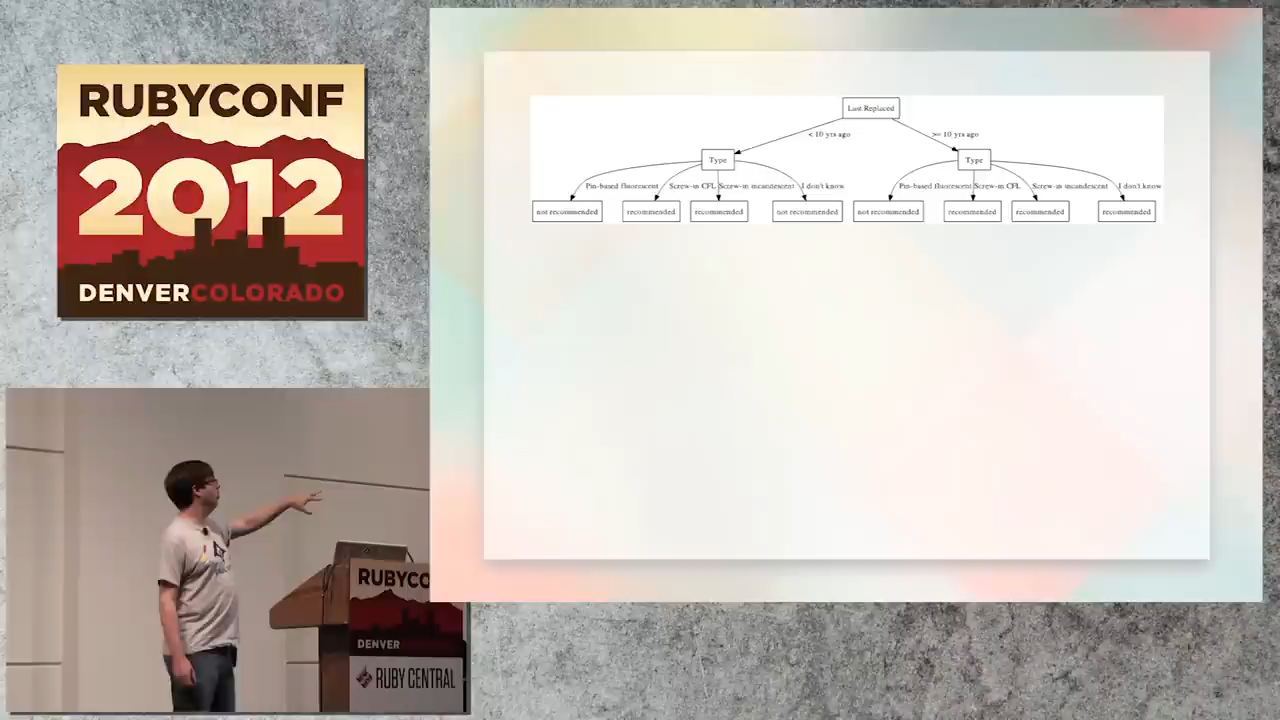 RUBYCONF
2012
DENVERCOLORADO
Last Replaced
< 10 yrs ago
>= 10 yrs ago
Type
Type
Pin-based fluorescent
Screw-in CFL
Screw-in incandescent
I don't know
Pin-based fluorescent
Screw-in CFL
Screw-in incandescent
I don't know
not recommended
recommended
recommended
not recommended
not recommended
recommended
recommended
recommended
RUBYCO
DENVER
RUBY CENTRAL